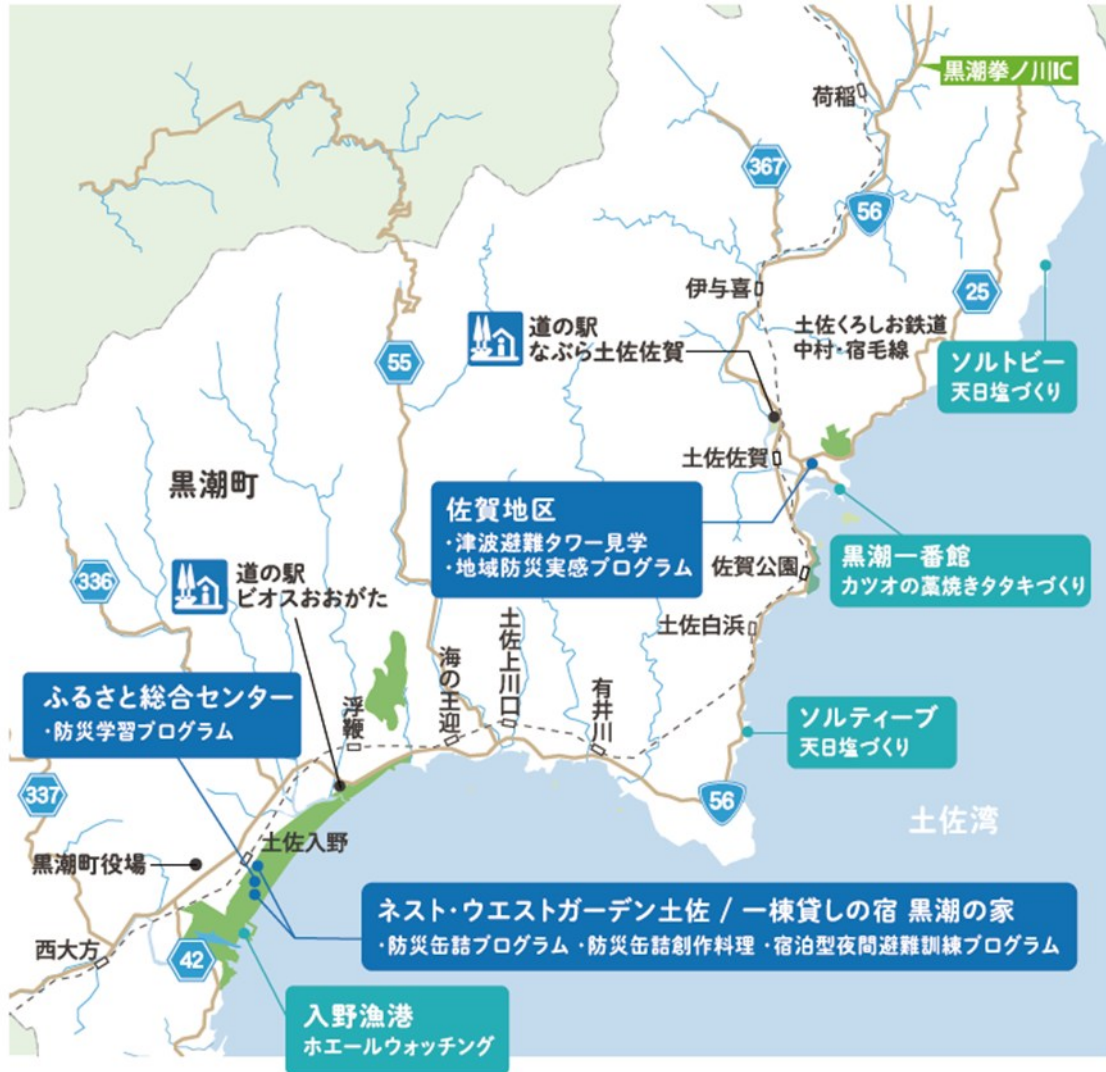 黒潮拳ノ川IC
荷稲
367
56
伊与喜
25
道の駅
なぶら土佐佐賀
土佐くろしお鉄道
中村・宿毛線
ソルトビー
天日塩づくり
55
土佐佐賀
黒潮町
佐賀地区
・津波避難タワー見学
・地域防災実感プログラム
佐賀公園
黒潮一番館
カツオの藁焼きタタキづくり
336
道の駅
ビオスおおがた
土佐白浜
土佐上川口
海の王迎
有井川
浮鞭
ふるさと総合センター
・防災学習プログラム
ソルティーブ
天日塩づくり
337
56
土佐湾
土佐入野
黒潮町役場
ネスト・ウエストガーデン土佐 / 一棟貸しの宿 黒潮の家
・防災缶詰プログラム ・防災缶詰創作料理 ・宿泊型夜間避難訓練プログラム
西大方
42
入野漁港
ホエールウォッチング